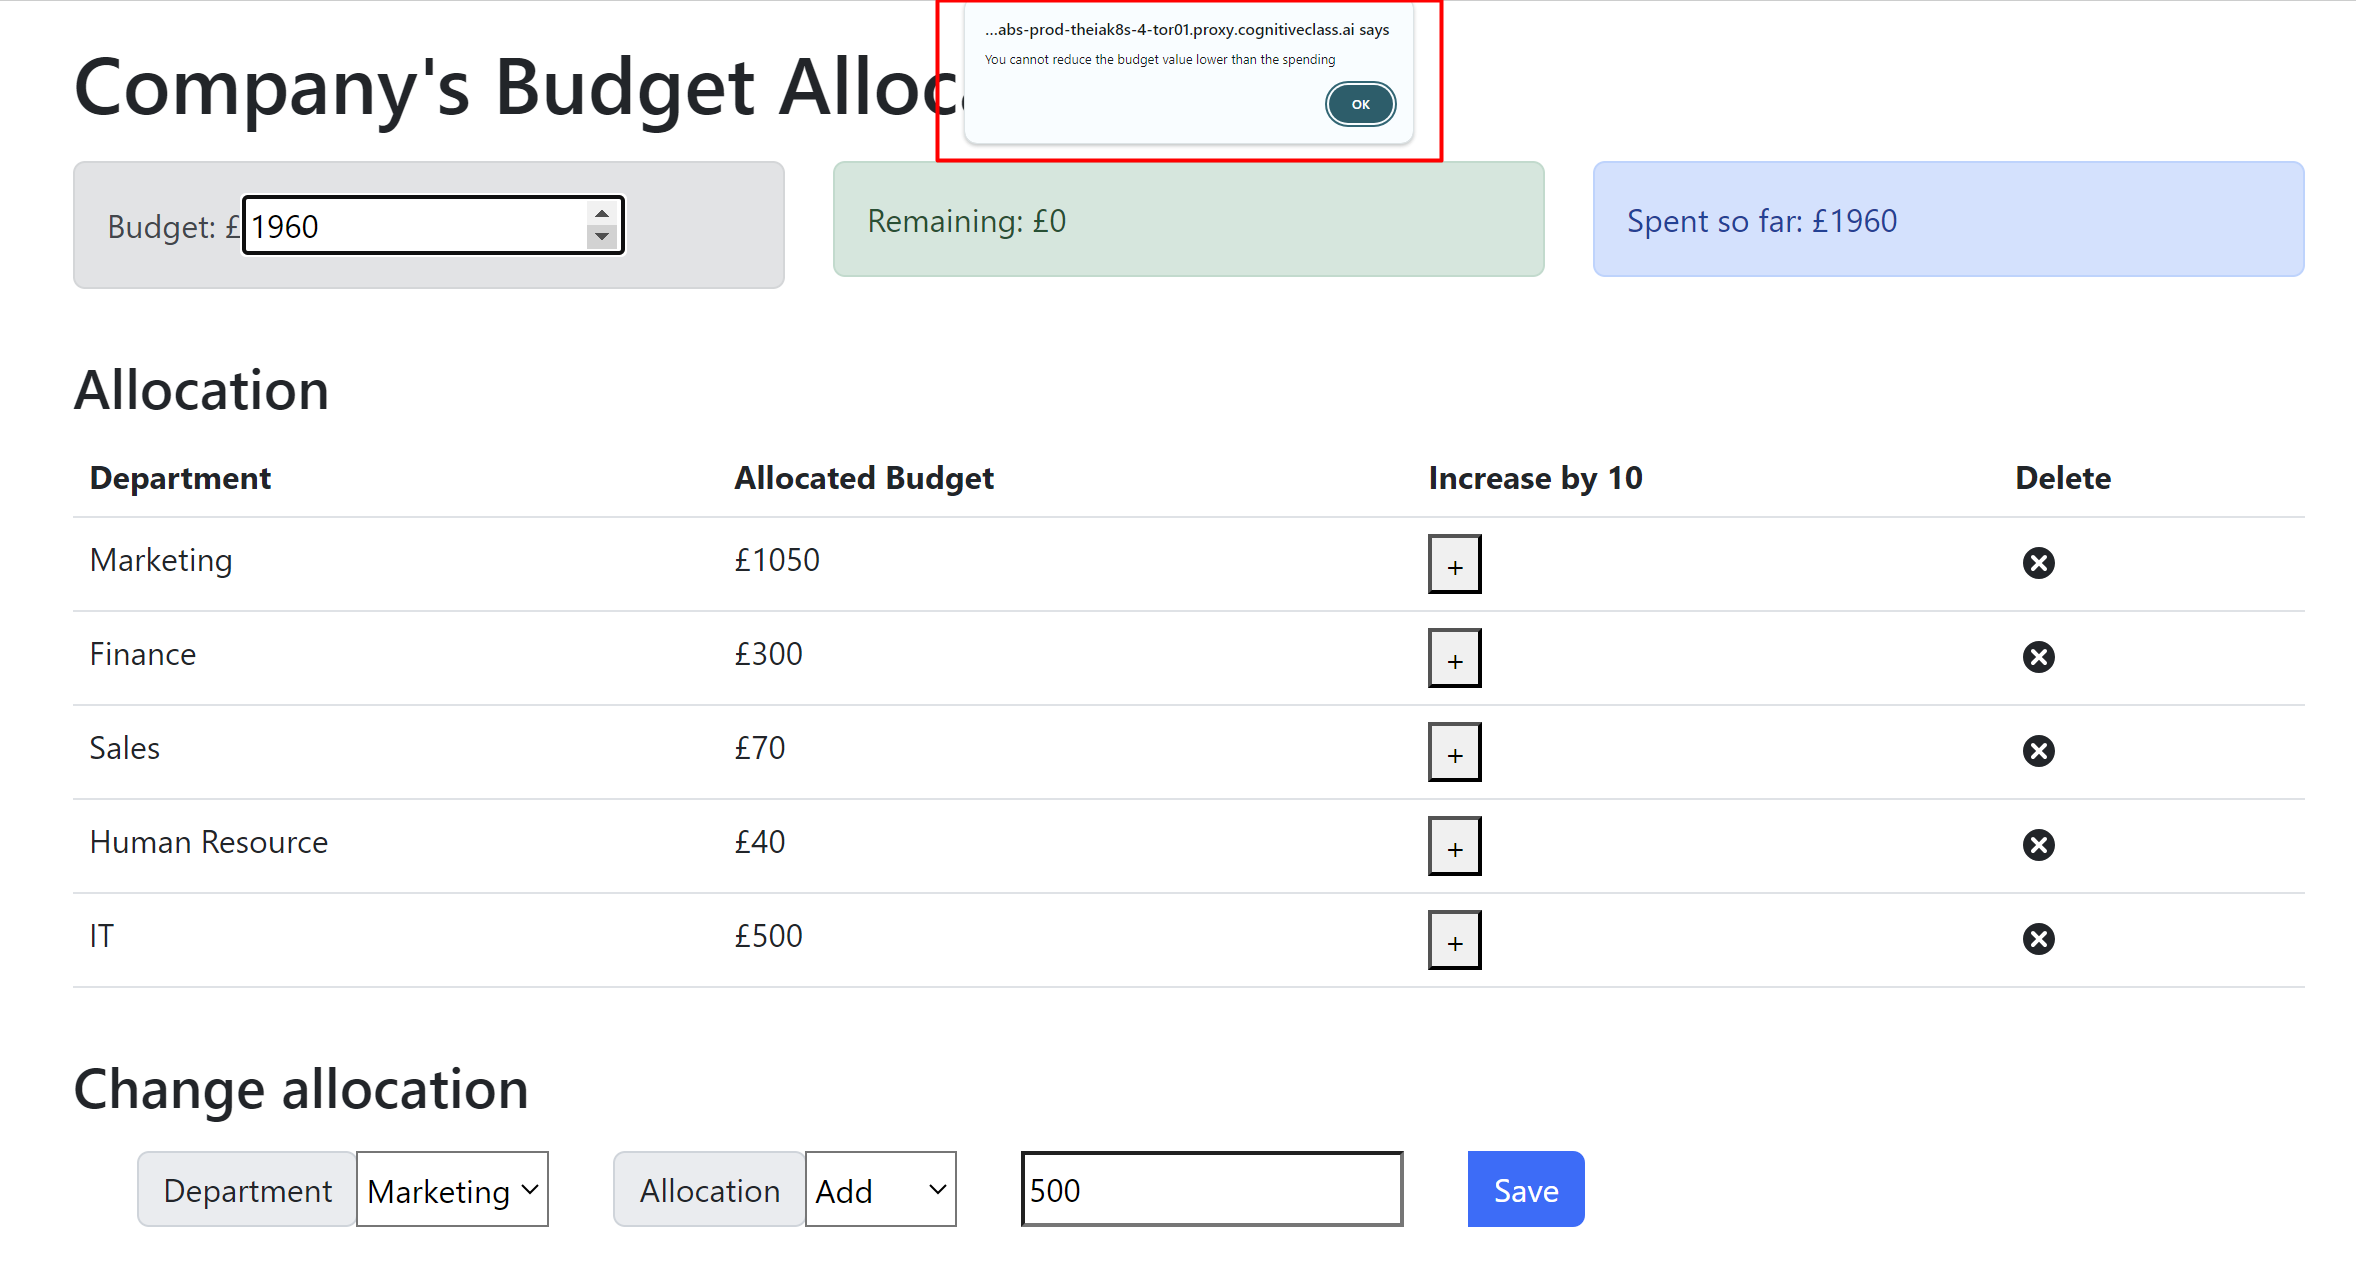 ...abs-prod-theiak8s-4-tor01.proxy.cognitiveclass.ai says
You cannot reduce the budget value lower than the spending
OK
Company's Budget Alloc
Budget: £ 1960
Remaining: £0
Spent so far: £1960
Allocation
Department Allocated Budget Increase by 10 Delete
Marketing £1050 +
Finance £300 +
Sales £70 +
Human Resource £40 +
IT £500 +
Change allocation
Department Marketing Allocation Add 500 Save